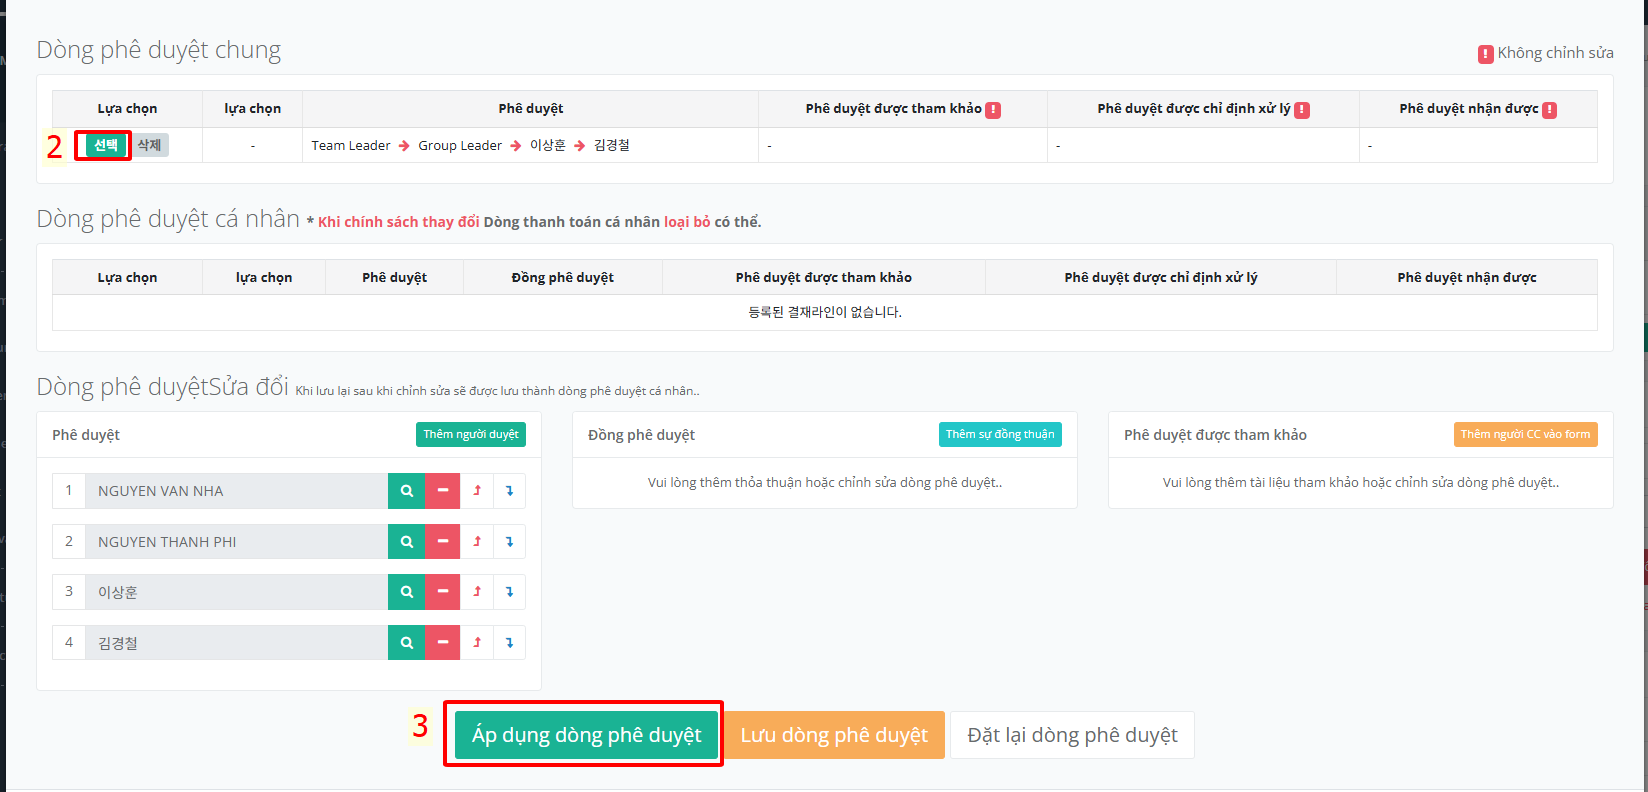 Dòng phê duyệt chung
! Không chỉnh sửa
Lựa chọn lựa chọn Phê duyệt Phê duyệt được tham khảo ! Phê duyệt được chỉ định xử lý ! Phê duyệt nhận được !
2 선택 삭제 - Team Leader → Group Leader → 이상훈 → 김경철 - - -
Dòng phê duyệt cá nhân * Khi chính sách thay đổi Dòng thanh toán cá nhân loại bỏ có thể.
Lựa chọn lựa chọn Phê duyệt Đồng phê duyệt Phê duyệt được tham khảo Phê duyệt được chỉ định xử lý Phê duyệt nhận được
등록된 결재라인이 없습니다.
Dòng phê duyệtSửa đổi Khi lưu lại sau khi chỉnh sửa sẽ được lưu thành dòng phê duyệt cá nhân..
Phê duyệt Thêm người duyệt
1 NGUYEN VAN NHA
2 NGUYEN THANH PHI
3 이상훈
4 김경철
Đồng phê duyệt Thêm sự đồng thuận
Vui lòng thêm thỏa thuận hoặc chỉnh sửa dòng phê duyệt..
Phê duyệt được tham khảo Thêm người CC vào form
Vui lòng thêm tài liệu tham khảo hoặc chỉnh sửa dòng phê duyệt..
3 Áp dụng dòng phê duyệt Lưu dòng phê duyệt Đặt lại dòng phê duyệt